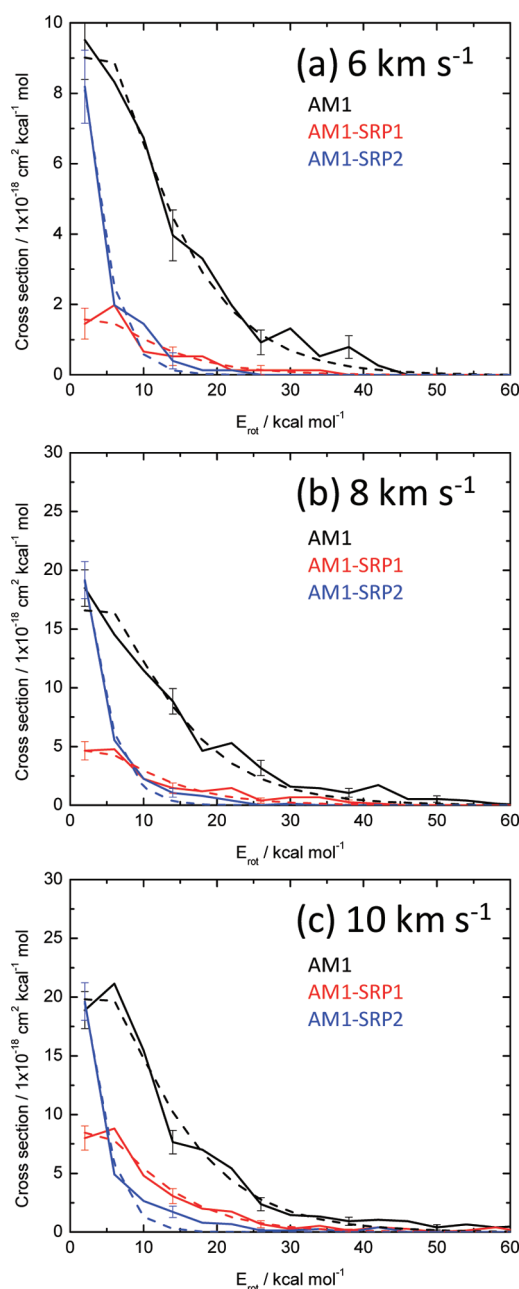 (a) 6 km s⁻¹
AM1
AM1-SRP1
AM1-SRP2
Cross section / 1x10⁻¹⁸ cm² kcal⁻¹ mol
10
8
6
4
2
0
0 10 20 30 40 50 60
E_rot / kcal mol⁻¹
(b) 8 km s⁻¹
AM1
AM1-SRP1
AM1-SRP2
Cross section / 1x10⁻¹⁸ cm² kcal⁻¹ mol
30
25
20
15
10
5
0
0 10 20 30 40 50 60
E_rot / kcal mol⁻¹
(c) 10 km s⁻¹
AM1
AM1-SRP1
AM1-SRP2
Cross section / 1x10⁻¹⁸ cm² kcal⁻¹ mol
30
25
20
15
10
5
0
0 10 20 30 40 50 60
E_rot / kcal mol⁻¹